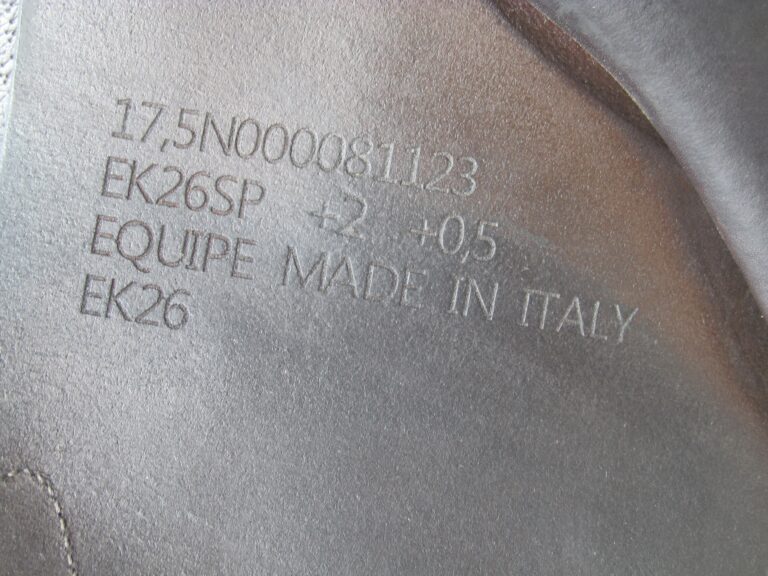 17,5N000081123
EK26SP +2 +0,5
EQUIPE MADE IN ITALY
EK26